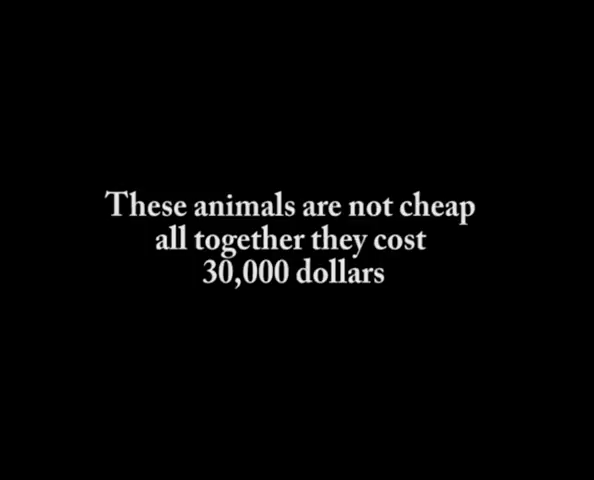 These animals are not cheap
all together they cost
30,000 dollars